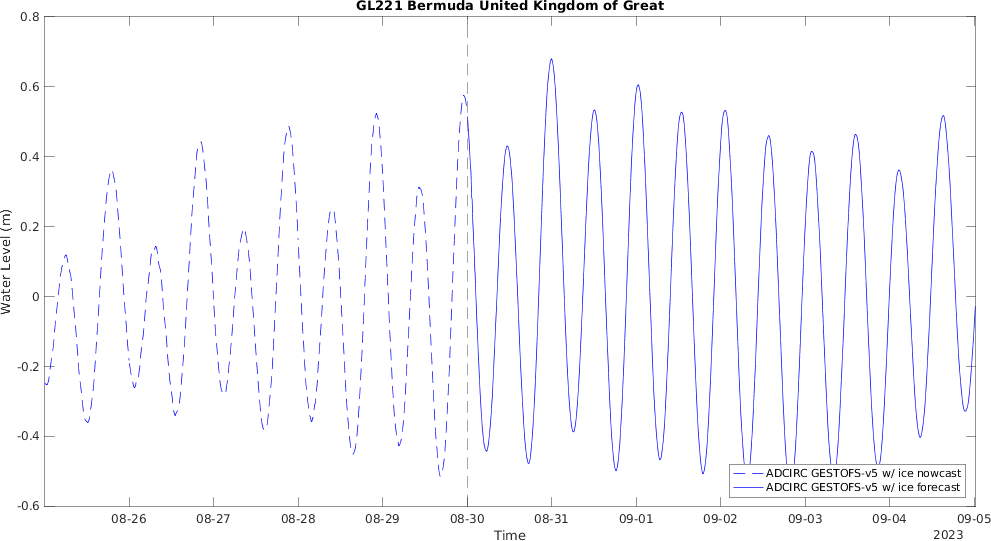 GL221 Bermuda United Kingdom of Great
0.8
0.6
0.4
0.2
0
-0.2
-0.4
-0.6
Water Level (m)
ADCIRC GESTOFS-v5 w/ ice nowcast
ADCIRC GESTOFS-v5 w/ ice forecast
08-26 08-27 08-28 08-29 08-30 08-31 09-01 09-02 09-03 09-04 09-05
Time
2023